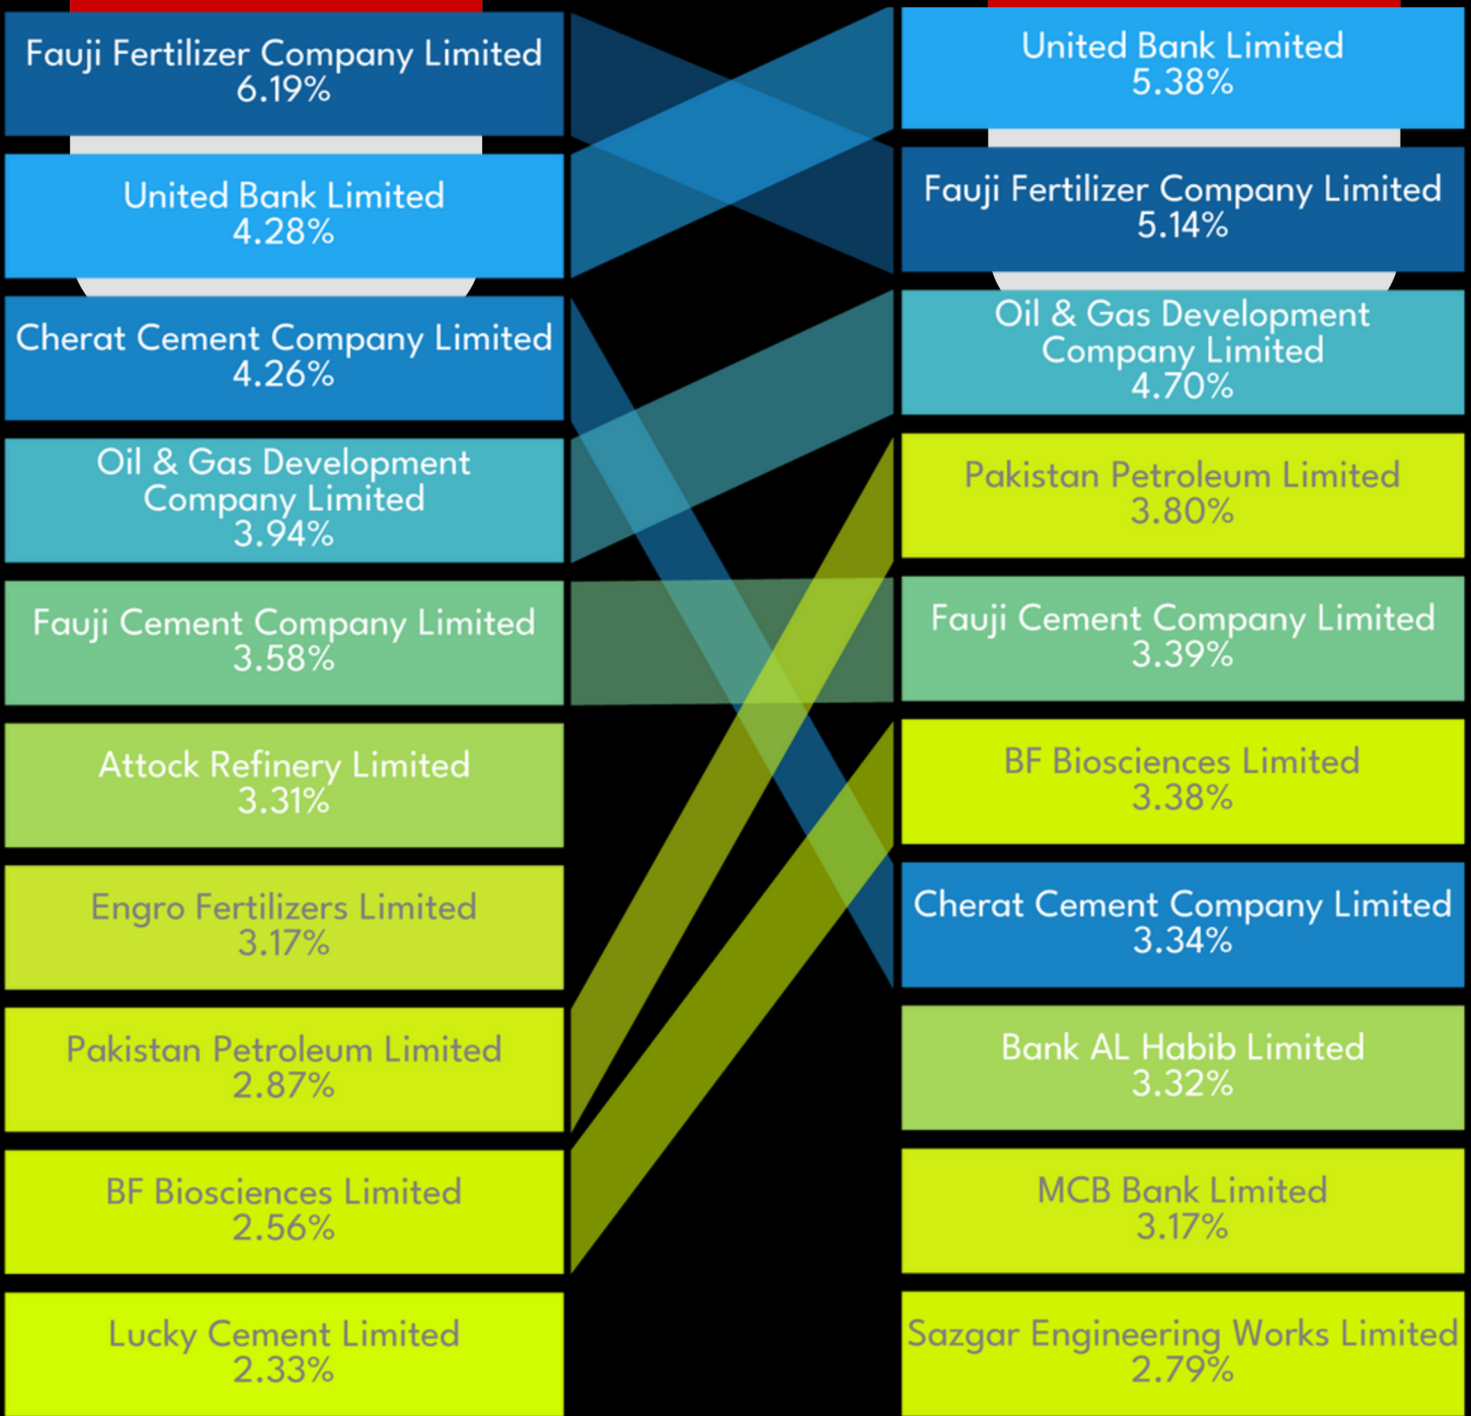 Fauji Fertilizer Company Limited
6.19%
United Bank Limited
4.28%
Cherat Cement Company Limited
4.26%
Oil & Gas Development
Company Limited
3.94%
Fauji Cement Company Limited
3.58%
Attock Refinery Limited
3.31%
Engro Fertilizers Limited
3.17%
Pakistan Petroleum Limited
2.87%
BF Biosciences Limited
2.56%
Lucky Cement Limited
2.33%
United Bank Limited
5.38%
Fauji Fertilizer Company Limited
5.14%
Oil & Gas Development
Company Limited
4.70%
Pakistan Petroleum Limited
3.80%
Fauji Cement Company Limited
3.39%
BF Biosciences Limited
3.38%
Cherat Cement Company Limited
3.34%
Bank AL Habib Limited
3.32%
MCB Bank Limited
3.17%
Sazgar Engineering Works Limited
2.79%